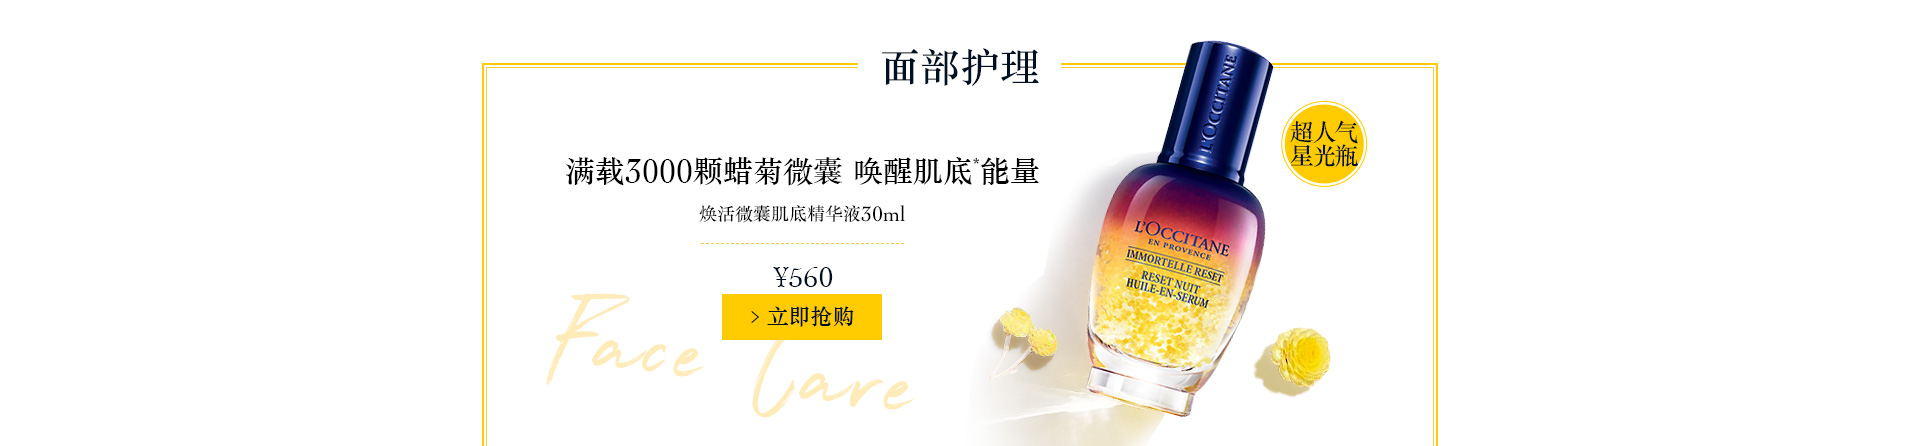 面部护理
满载3000颗蜡菊微囊 唤醒肌底*能量
焕活微囊肌底精华液30ml
¥560
> 立即抢购
Face Care
超人气
星光瓶
L'OCCITANE
L'OCCITANE
EN PROVENCE
IMMORTELLE RESET
RESET NUIT
HUILE-EN-SERUM